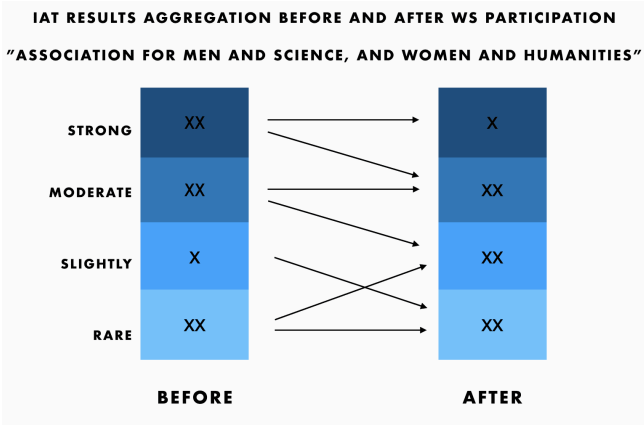 IAT RESULTS AGGREGATION BEFORE AND AFTER WS PARTICIPATION
"ASSOCIATION FOR MEN AND SCIENCE, AND WOMEN AND HUMANITIES"
STRONG XX X
MODERATE XX XX
SLIGHTLY X XX
RARE XX XX
BEFORE AFTER